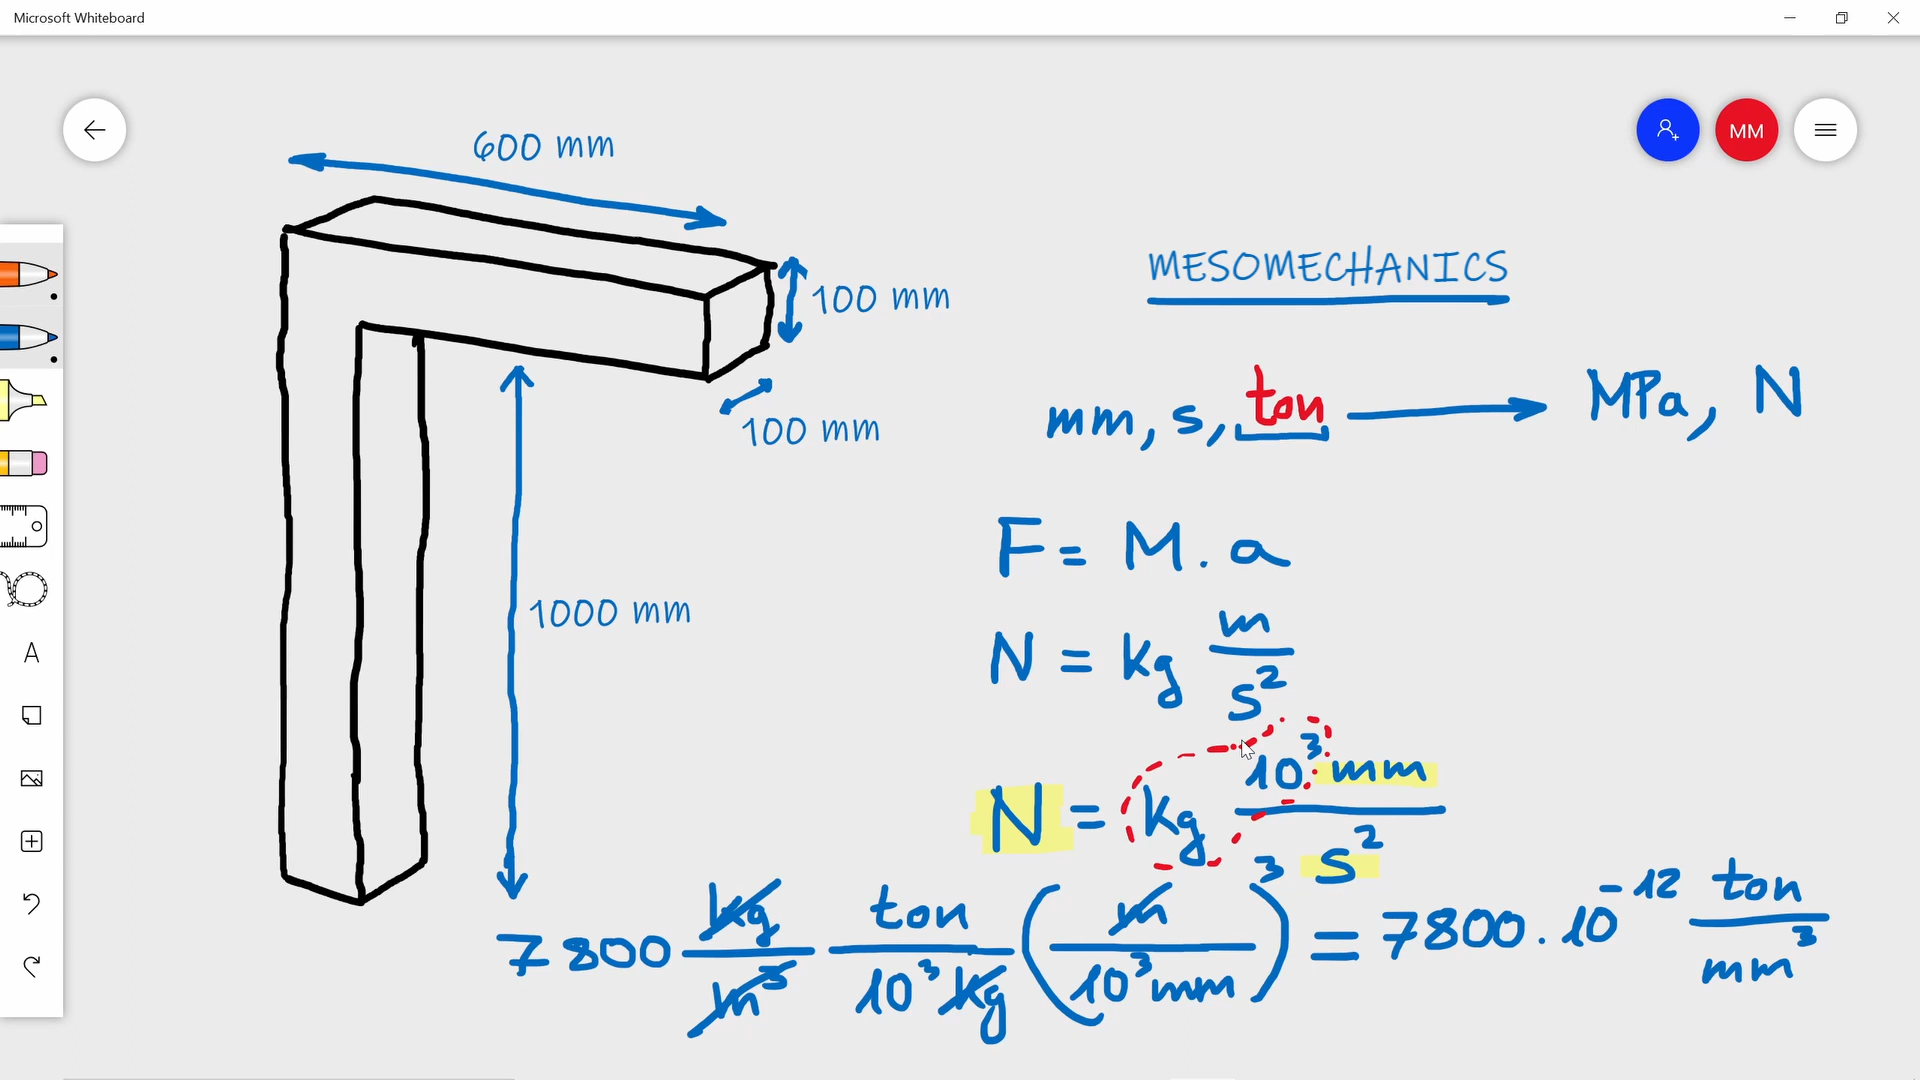 Microsoft Whiteboard
MM
600 mm
100 mm
100 mm
1000 mm
MESOMECHANICS
mm, s, ton → MPa, N
F = M . a
N = kg m/s²
N = kg 10³ mm/s²
7800 kg/m³ ton/10³ kg (m/10³ mm)³ = 7800 . 10⁻¹² ton/mm³
A